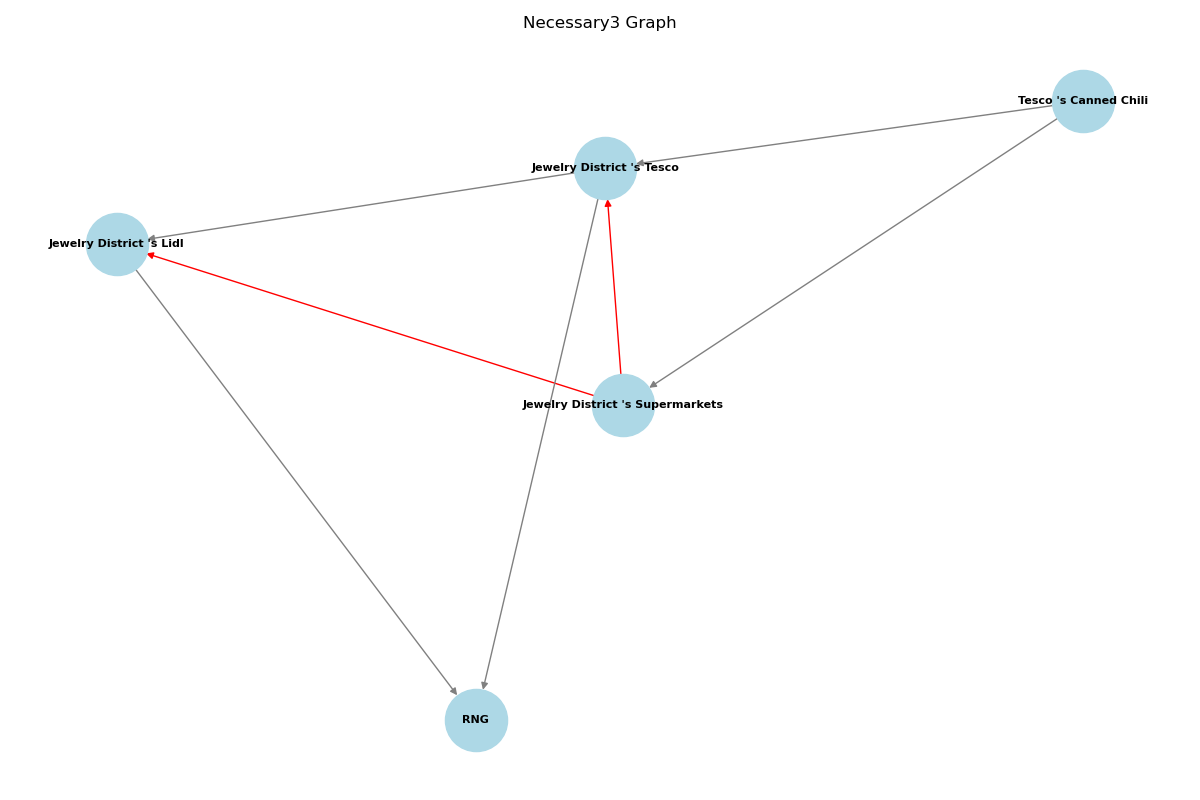 Necessary3 Graph
Tesco 's Canned Chili
Jewelry District 's Tesco
Jewelry District 's Lidl
Jewelry District 's Supermarkets
RNG